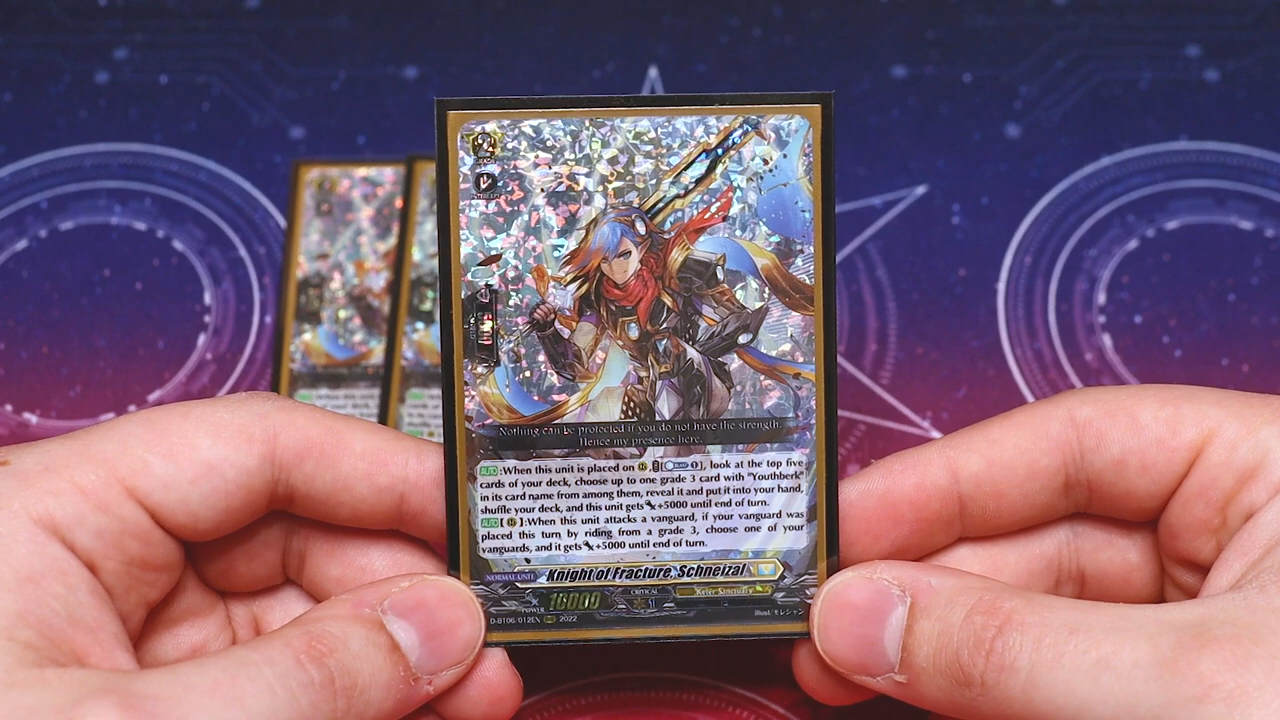 2
GRADE
INTERCEPT
Nothing can be protected if you do not have the strength.
Hence my presence here.
AUTO:When this unit is placed on (R), [BLAST 1], look at the top five
cards of your deck, choose up to one grade 3 card with "Youthberk"
in its card name from among them, reveal it and put it into your hand,
shuffle your deck, and this unit gets +5000 until end of turn.
AUTO[(R)]:When this unit attacks a vanguard, if your vanguard was
placed this turn by riding from a grade 3, choose one of your
vanguards, and it gets +5000 until end of turn.
NORMAL UNIT Knight of Fracture, Schneizal
POWER 10000 CRITICAL 1 Keter Sanctuary
D-BT06/012EN RRR 2022 illust/モレシャン